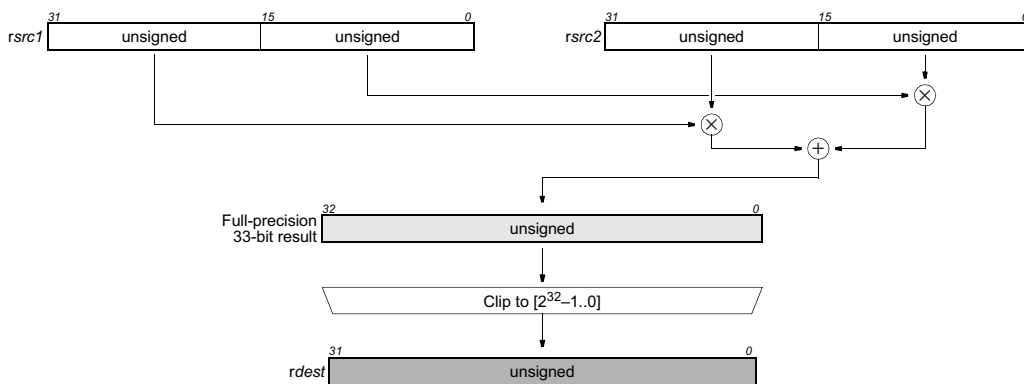 31 15 0 31 15 0
rsrc1 unsigned unsigned rsrc2 unsigned unsigned
× 
×
+
32 0
Full-precision
33-bit result unsigned
Clip to [2³²–1..0]
31 0
rdest unsigned